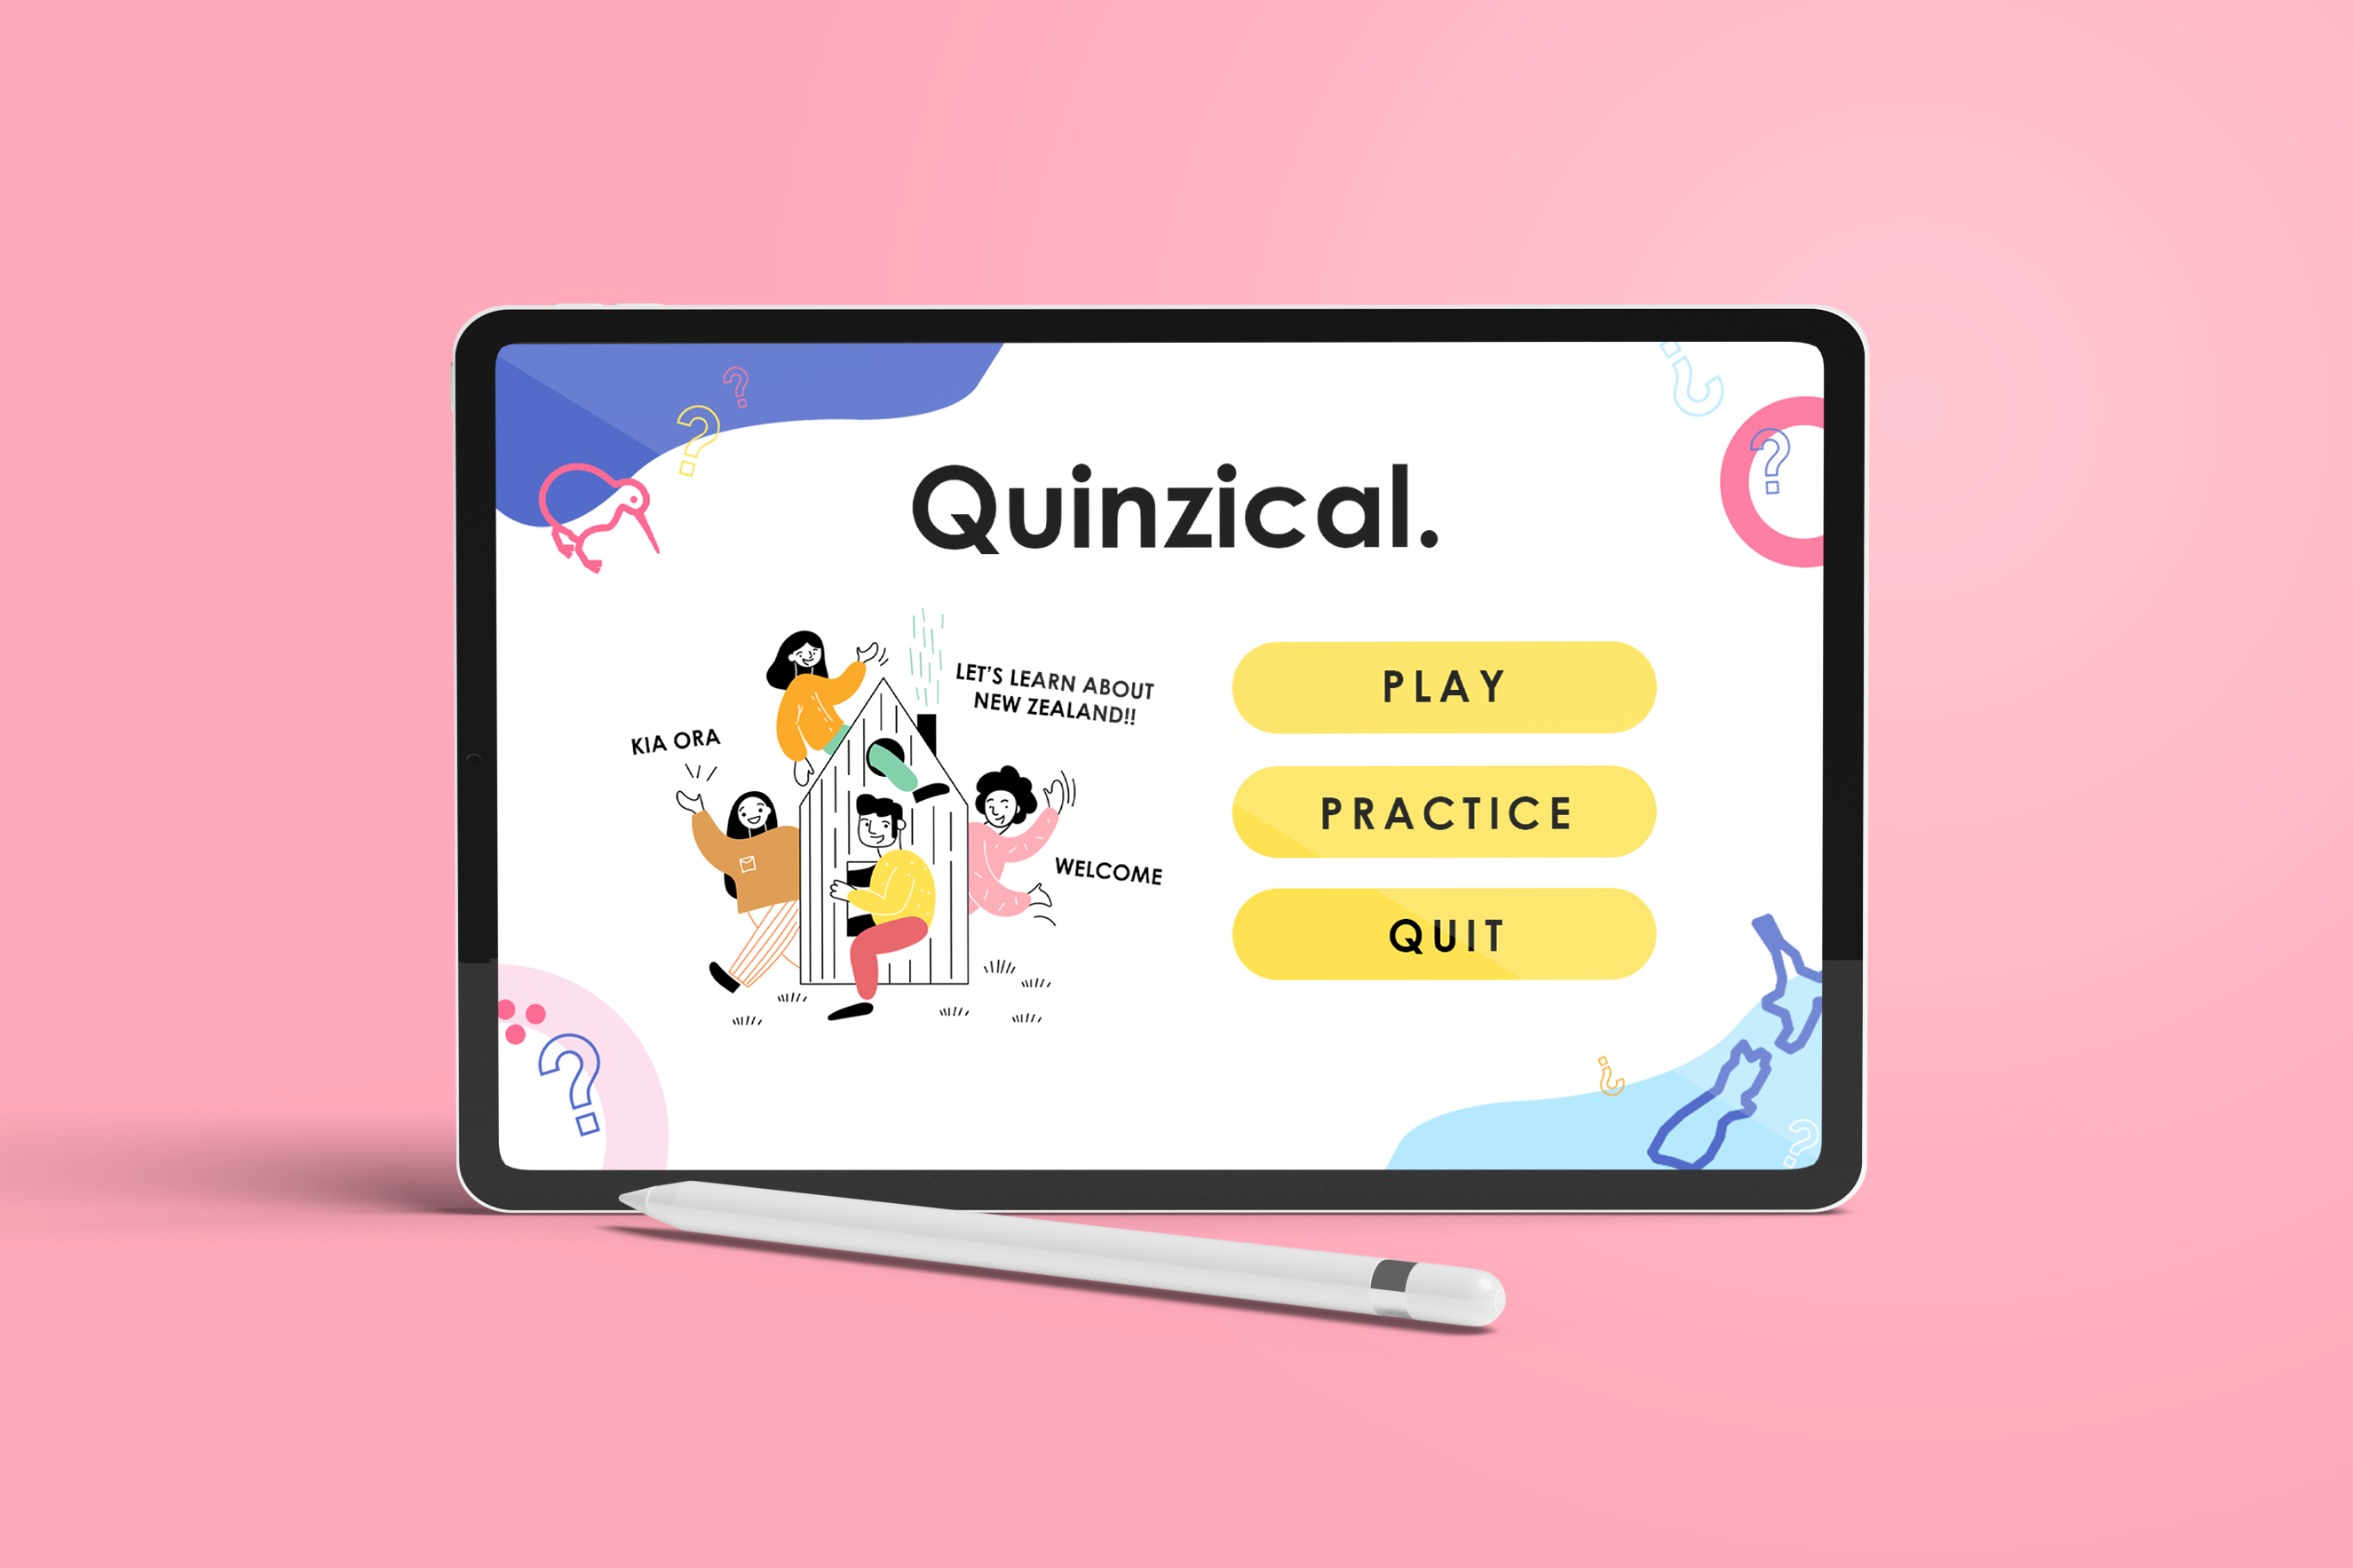 Quinzical.
LET'S LEARN ABOUT
NEW ZEALAND!!
KIA ORA
WELCOME
PLAY
PRACTICE
QUIT